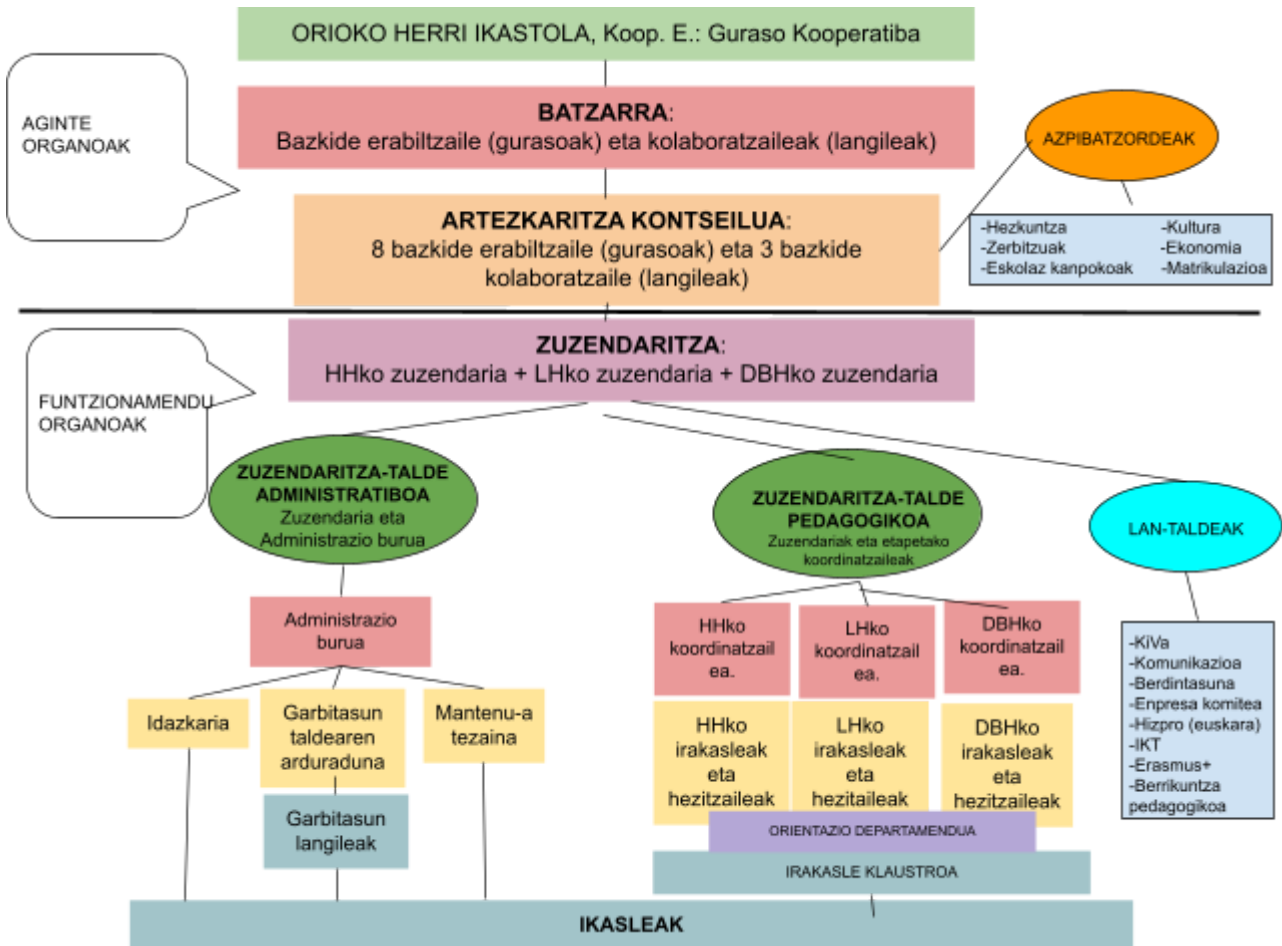 ORIOKO HERRI IKASTOLA, Koop. E.: Guraso Kooperatiba
AGINTE
ORGANOAK
BATZARRA:
Bazkide erabiltzaile (gurasoak) eta kolaboratzaileak (langileak)
AZPIBATZORDEAK
ARTEZKARITZA KONTSEILUA:
8 bazkide erabiltzaile (gurasoak) eta 3 bazkide
kolaboratzaile (langileak)
-Hezkuntza
-Zerbitzuak
-Eskolaz kanpokoak
-Kultura
-Ekonomia
-Matrikulazioa
FUNTZIONAMENDU
ORGANOAK
ZUZENDARITZA:
HHko zuzendaria + LHko zuzendaria + DBHko zuzendaria
ZUZENDARITZA-TALDE
ADMINISTRATIBOA
Zuzendaria eta
Administrazio burua
ZUZENDARITZA-TALDE
PEDAGOGIKOA
Zuzendariak eta etapetako
koordinatzaileak
LAN-TALDEAK
Administrazio
burua
HHko
koordinatzail
ea.
LHko
koordinatzail
ea.
DBHko
koordinatzail
ea.
-KiVa
-Komunikazioa
-Berdintasuna
-Enpresa komitea
-Hizpro (euskara)
-IKT
-Erasmus+
-Berrikuntza
pedagogikoa
Idazkaria
Garbitasun
taldearen
arduraduna
Mantenu-a
tezaina
HHko
irakasleak
eta
hezitzaileak
LHko
irakasleak
eta
hezitaileak
DBHko
irakasleak
eta
hezitzaileak
Garbitasun
langileak
ORIENTAZIO DEPARTAMENDUA
IRAKASLE KLAUSTROA
IKASLEAK